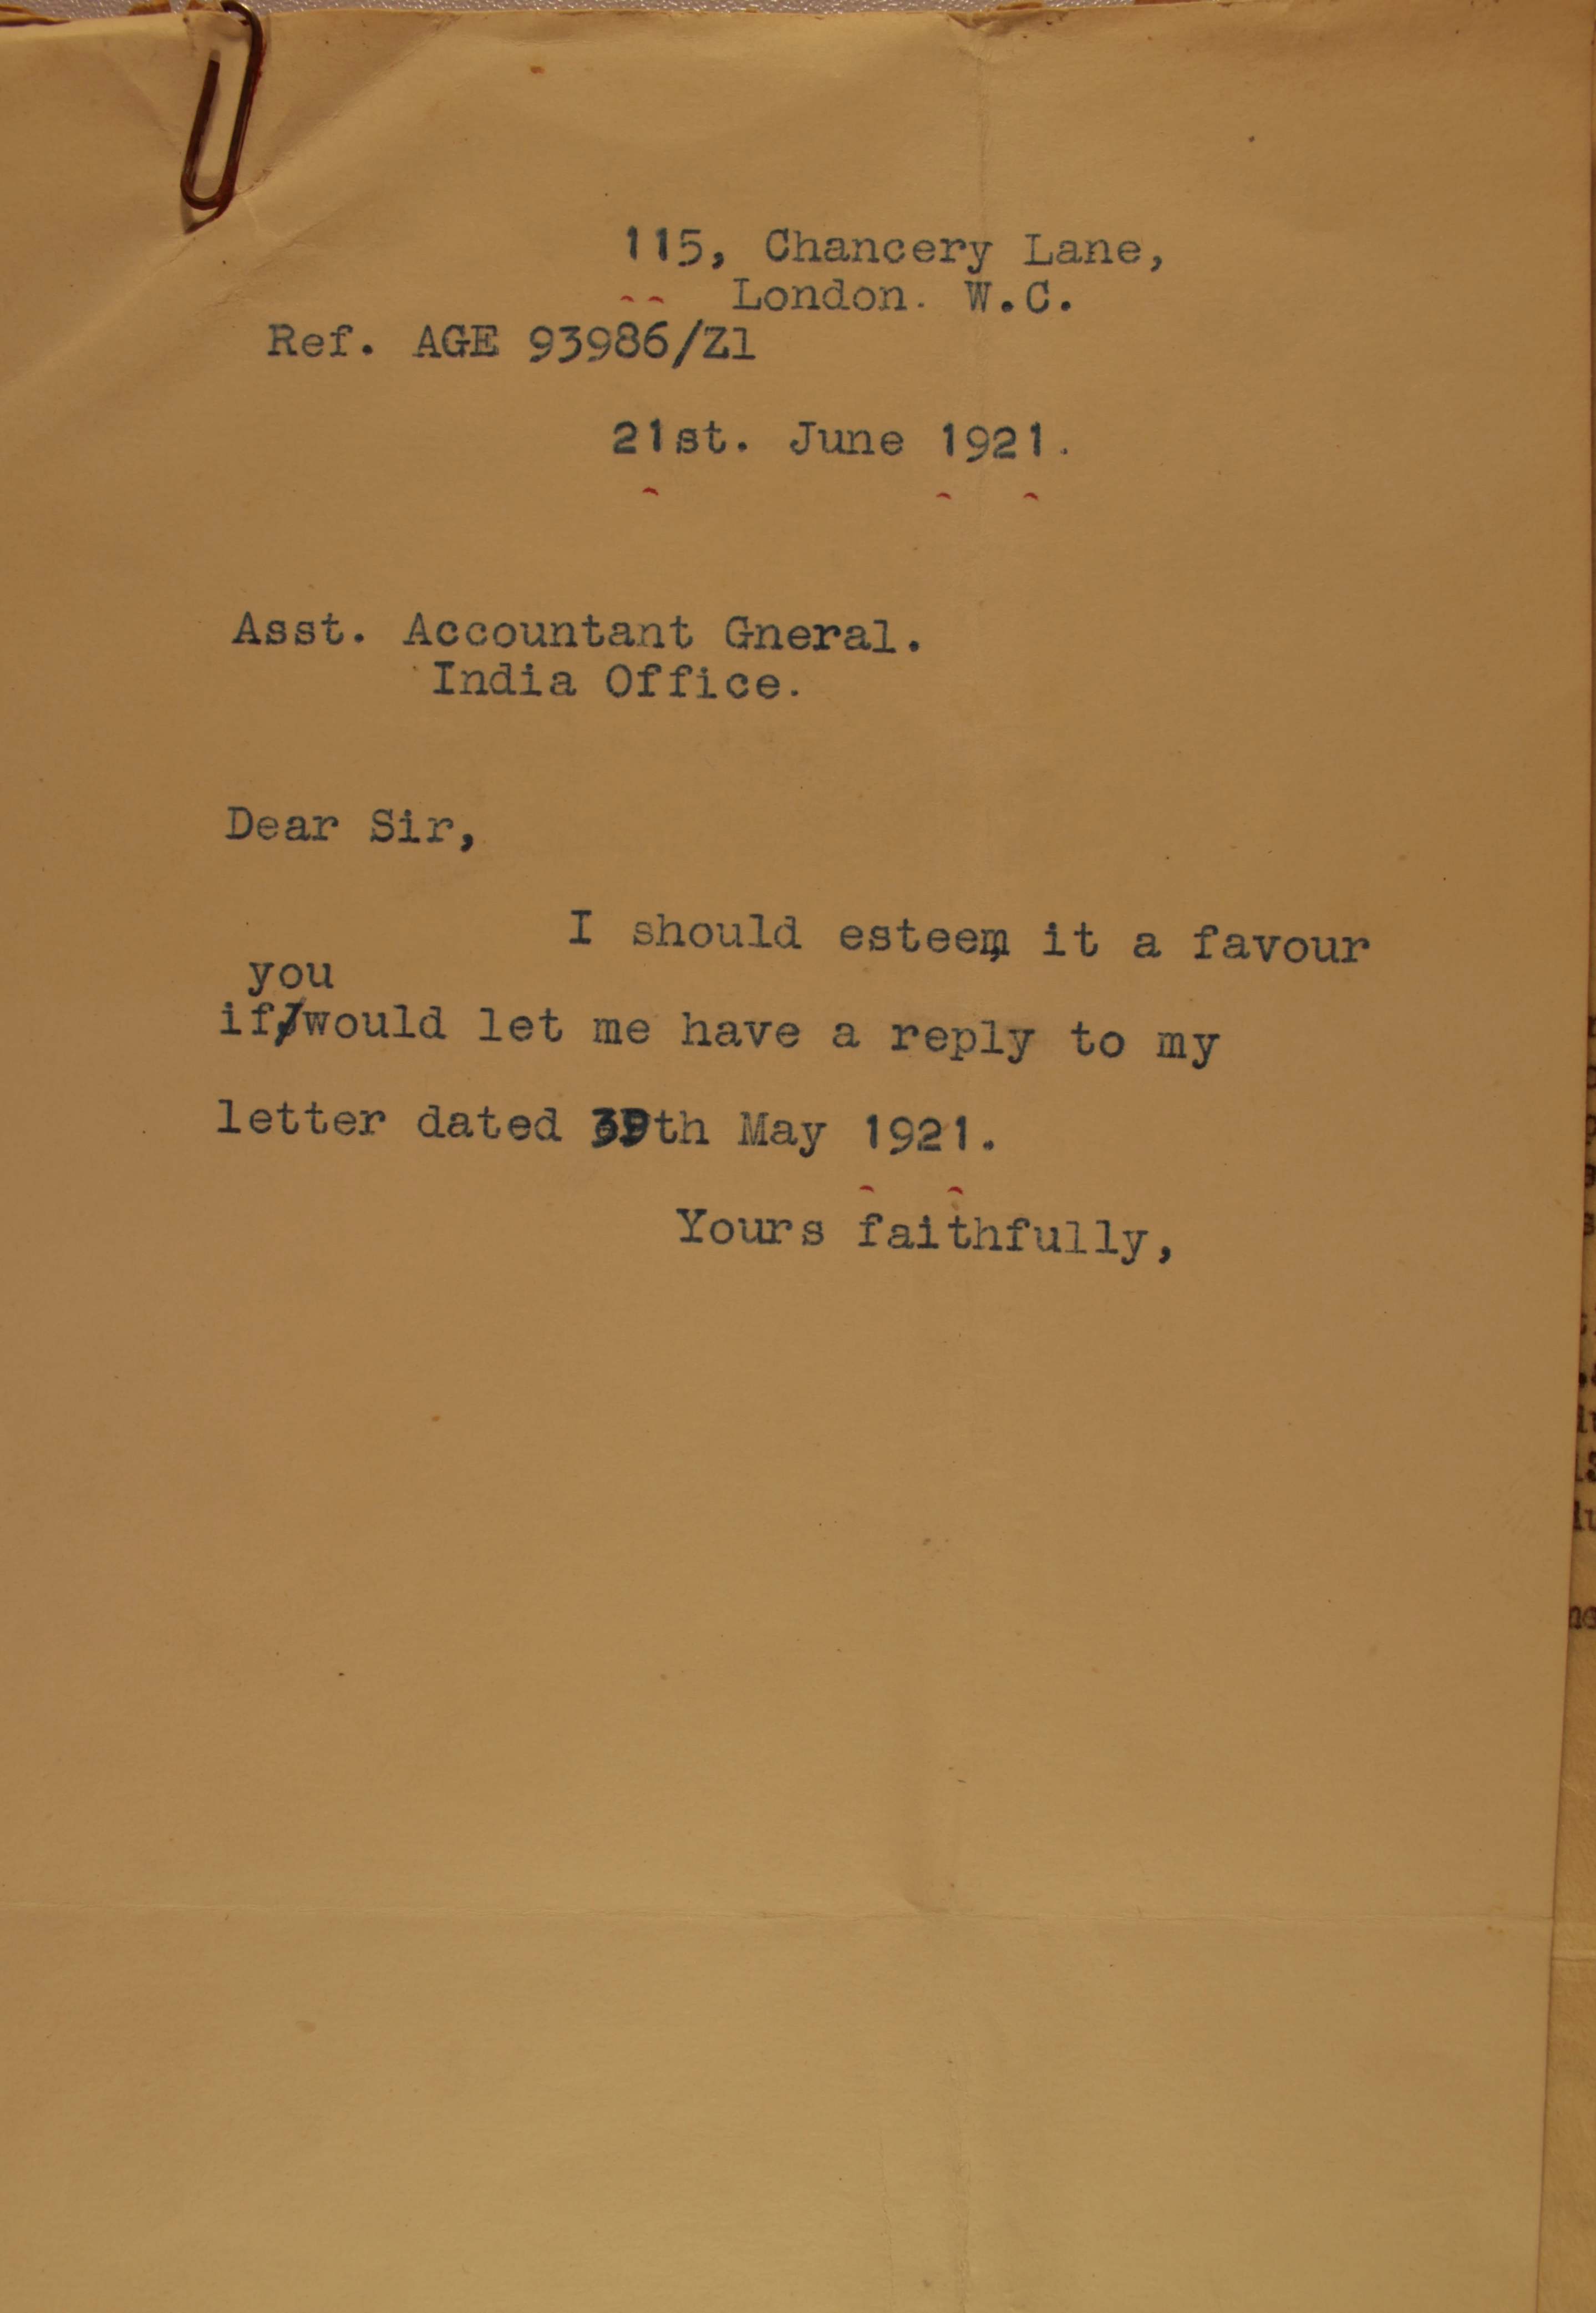 115, Chancery Lane,
London. W.C.
Ref. AGE 93986/Z1
21st. June 1921.
Asst. Accountant Gneral.
India Office.
Dear Sir,
I should esteem it a favour
you
if/would let me have a reply to my
letter dated May 1921.
Yours faithfully,